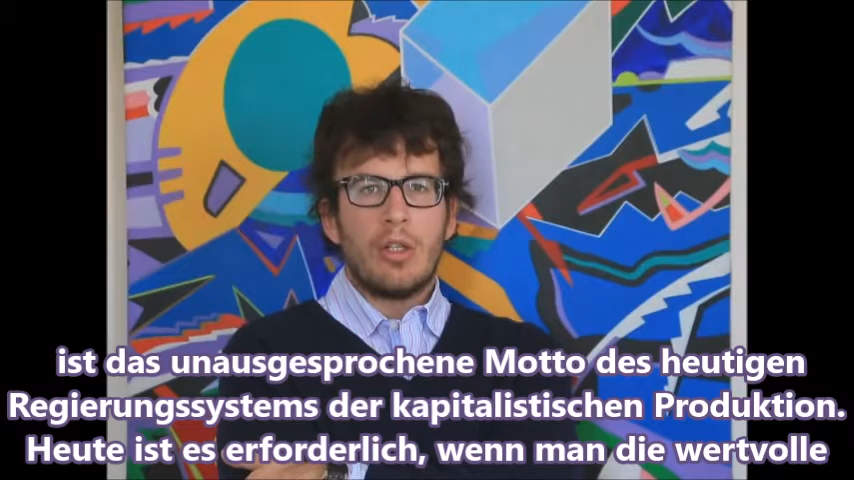 ist das unausgesprochene Motto des heutigen
Regierungssystems der kapitalistischen Produktion.
Heute ist es erforderlich, wenn man die wertvolle